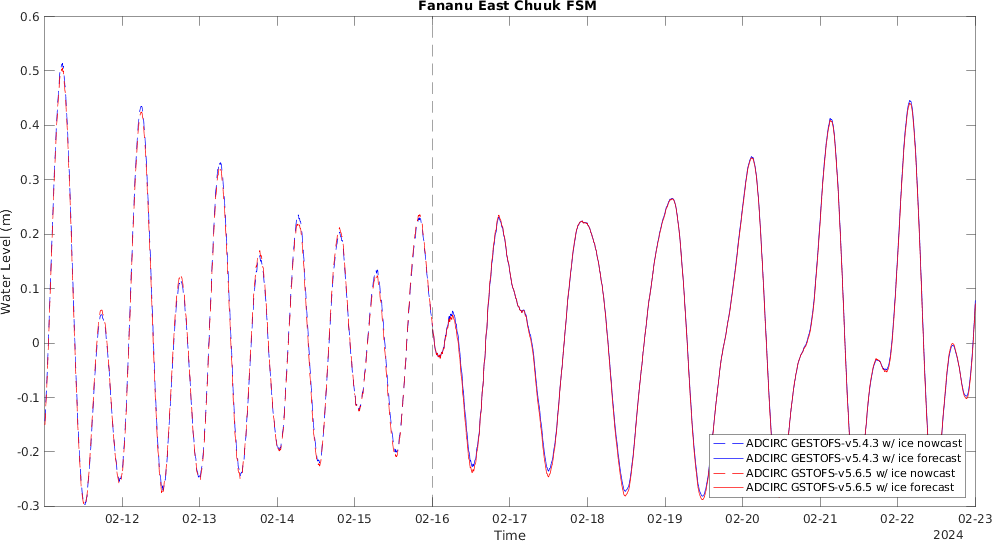 Fananu East Chuuk FSM
0.6
0.5
0.4
0.3
0.2
0.1
0
-0.1
-0.2
-0.3
Water Level (m)
ADCIRC GESTOFS-v5.4.3 w/ ice nowcast
ADCIRC GESTOFS-v5.4.3 w/ ice forecast
ADCIRC GSTOFS-v5.6.5 w/ ice nowcast
ADCIRC GSTOFS-v5.6.5 w/ ice forecast
02-12 02-13 02-14 02-15 02-16 02-17 02-18 02-19 02-20 02-21 02-22 02-23
Time
2024